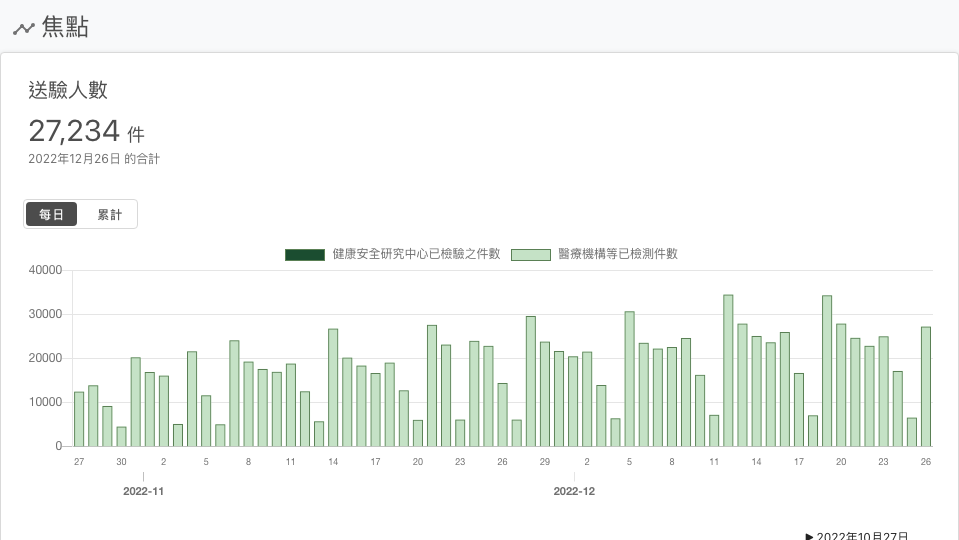 焦點
送驗人數
27,234 件
2022年12月26日 的合計
每日 累計
健康安全研究中心已檢驗之件數 醫療機構等已檢測件數
40000
30000
20000
10000
0
27 30 2 5 8 11 14 17 20 23 26 29 2 5 8 11 14 17 20 23 26
2022-11 2022-12
▶ 2022年10月27日